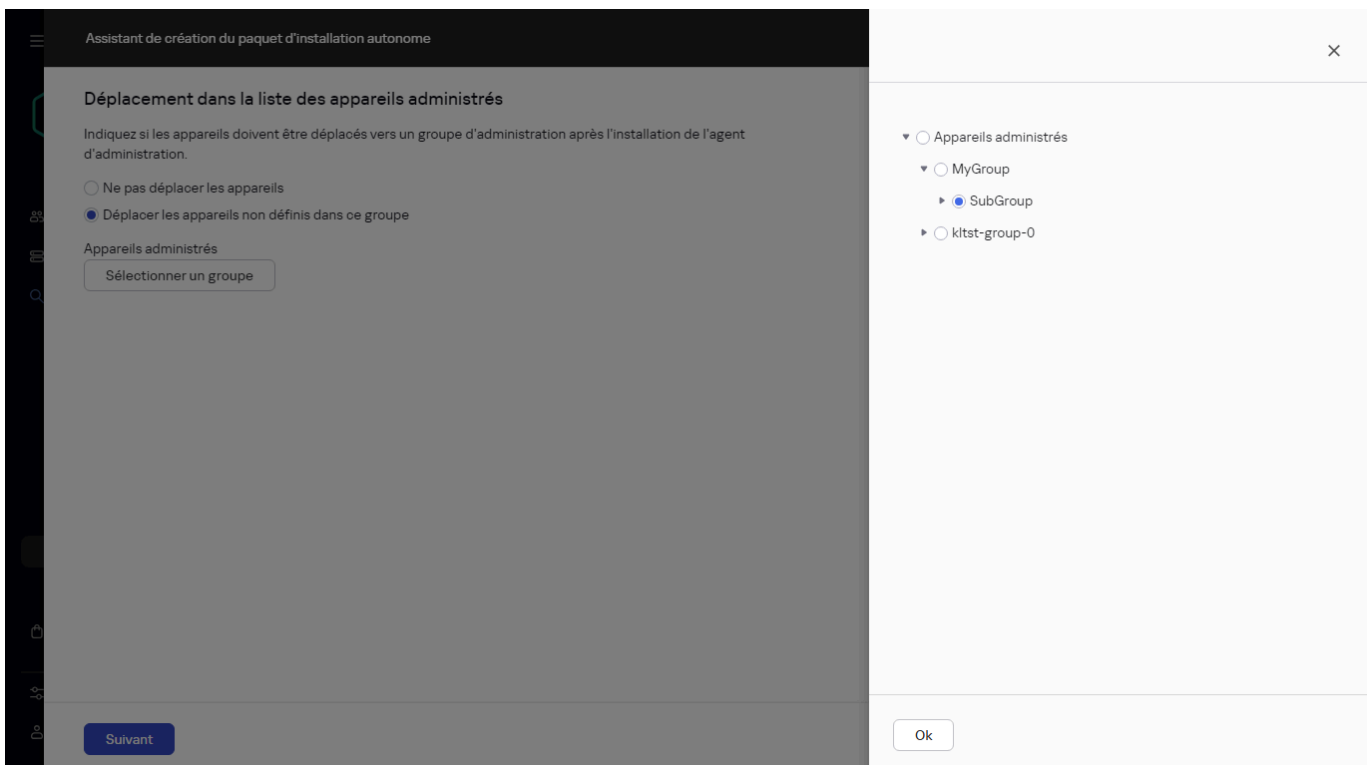 Assistant de création du paquet d'installation autonome
Déplacement dans la liste des appareils administrés
Indiquez si les appareils doivent être déplacés vers un groupe d'administration après l'installation de l'agent
d'administration.
Ne pas déplacer les appareils
Déplacer les appareils non définis dans ce groupe
Appareils administrés
Sélectionner un groupe
Suivant
Appareils administrés
MyGroup
SubGroup
kltst-group-0
Ok